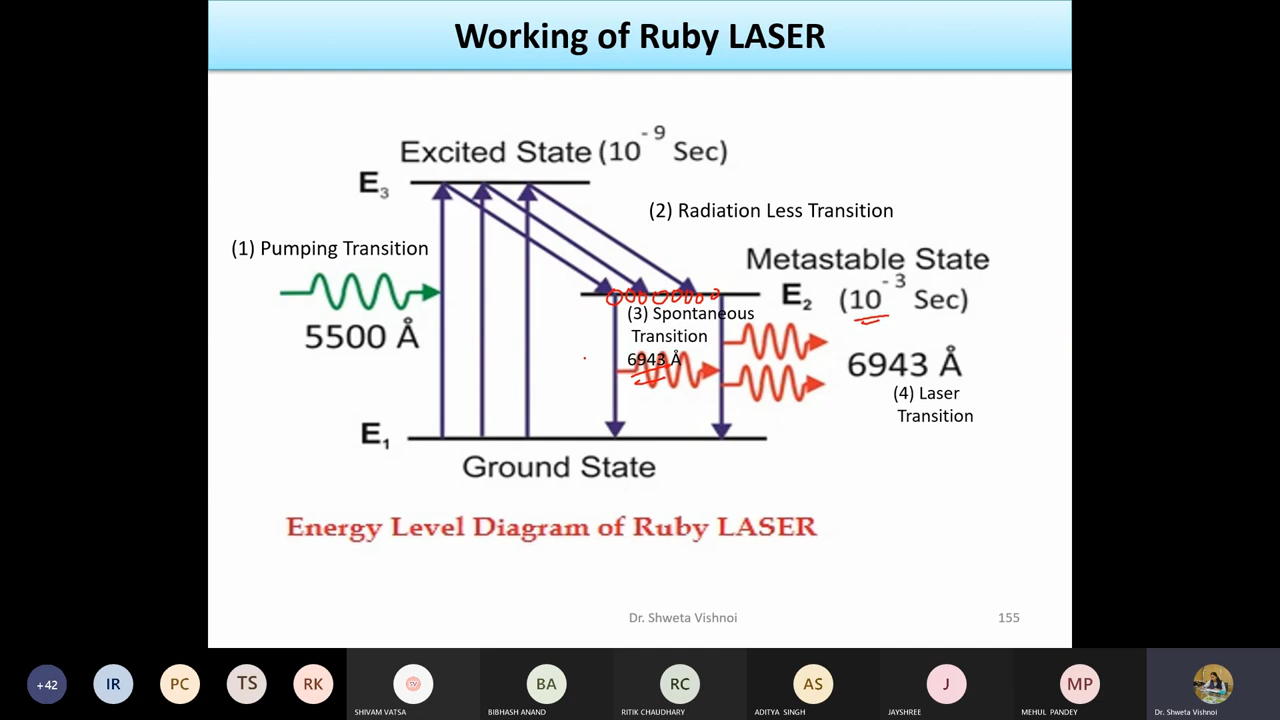 Working of Ruby LASER
Excited State (10⁻⁹ Sec)
E₃
(2) Radiation Less Transition
(1) Pumping Transition
Metastable State
E₂ (10⁻³ Sec)
5500 Å
(3) Spontaneous
Transition
6943 Å
6943 Å
(4) Laser
Transition
E₁
Ground State
Energy Level Diagram of Ruby LASER
Dr. Shweta Vishnoi
155
+42
IR
PC
TS
RK
SV
SHIVAM VATSA
BA
BIBHASH ANAND
RC
RITIK CHAUDHARY
AS
ADITYA SINGH
J
JAYSHREE
MP
MEHUL PANDEY
Dr. Shweta Vishnoi